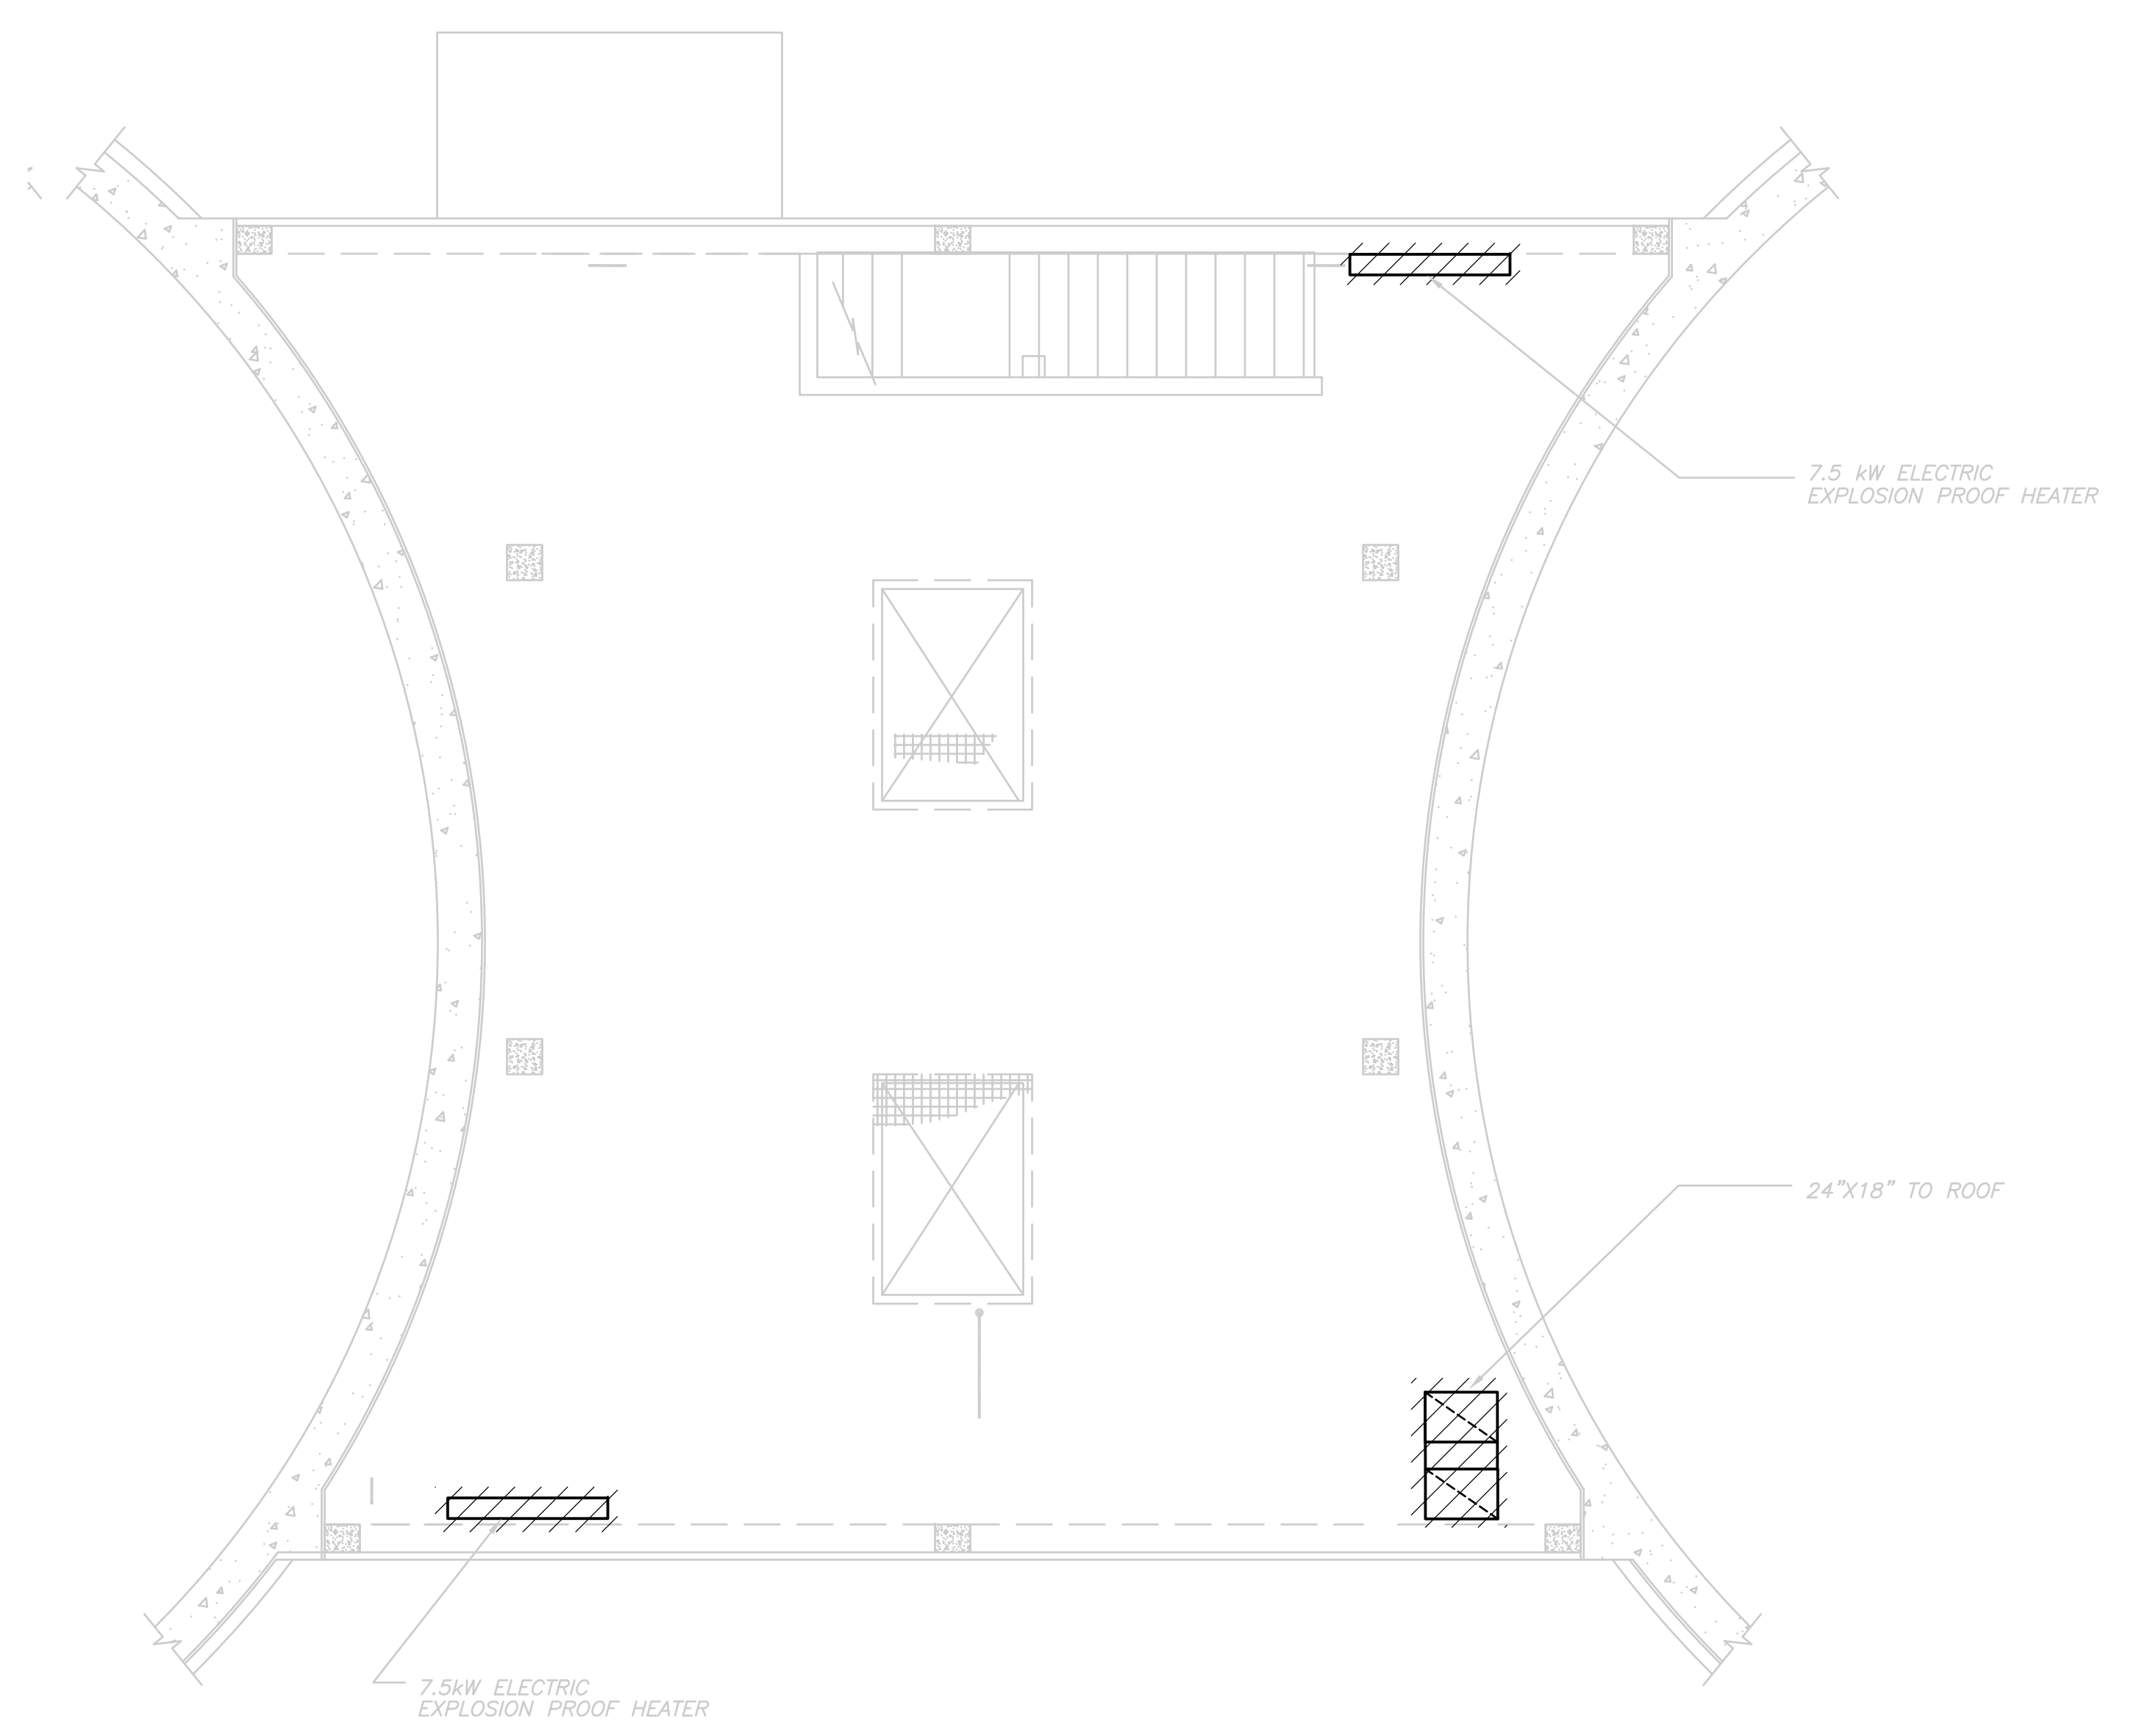 7.5 kW ELECTRIC
EXPLOSION PROOF HEATER
24"X18" TO ROOF
7.5kW ELECTRIC
EXPLOSION PROOF HEATER